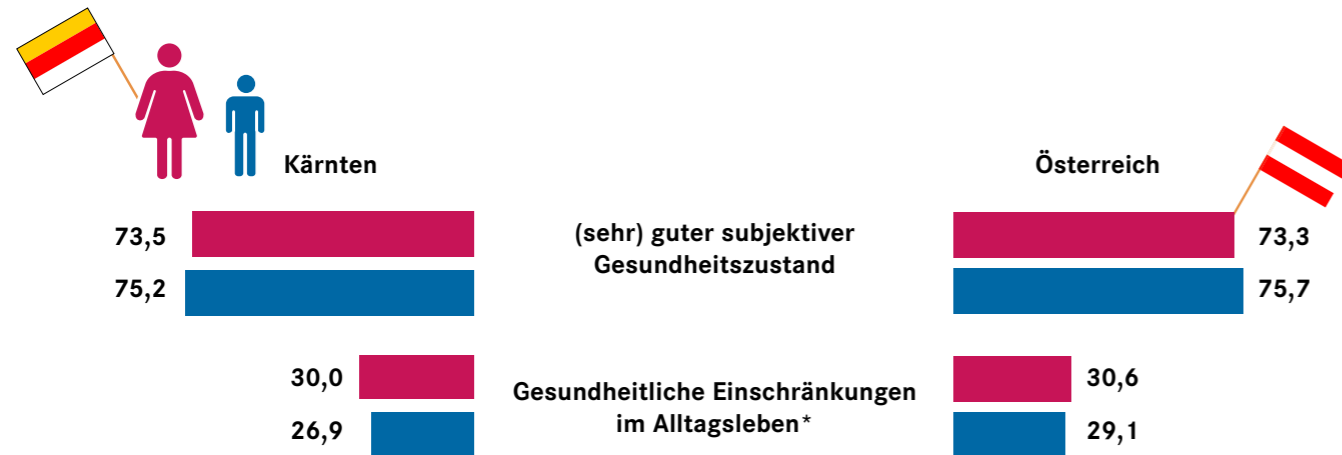 Kärnten
Österreich
73,5
(sehr) guter subjektiver
73,3
Gesundheitszustand
75,2
75,7
30,0
Gesundheitliche Einschränkungen
30,6
im Alltagsleben*
26,9
29,1